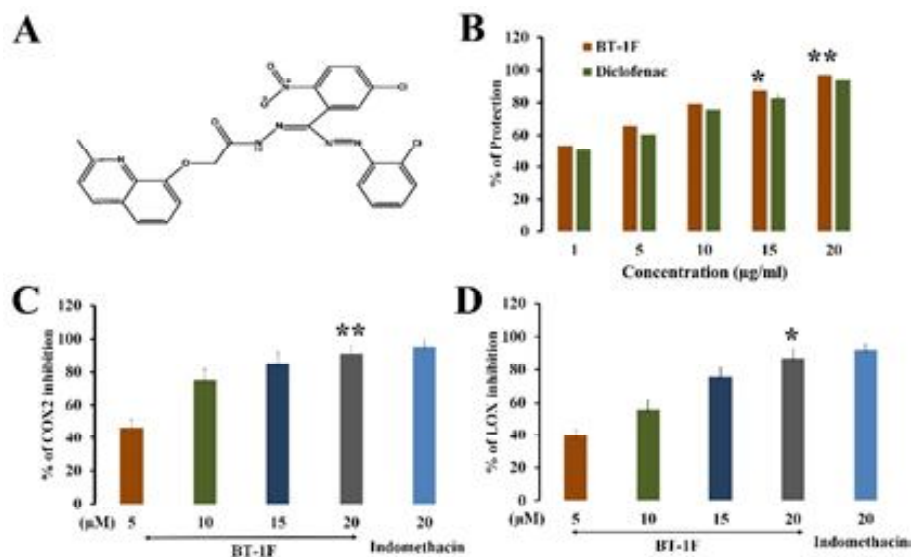 A
O
N+
O-
Cl
O
N
N
H
N
N
Cl
N
O
B
120
100
80
60
40
20
0
% of Protection
BT-1F
Diclofenac
*
**
1 5 10 15 20
Concentration (µg/ml)
C
120
100
80
60
40
20
0
% of COX2 inhibition
**
(µM) 5 10 15 20 20
BT-1F Indomethacin
D
120
100
80
60
40
20
0
% of LOX inhibition
*
(µM) 5 10 15 20 20
BT-1F Indomethacin